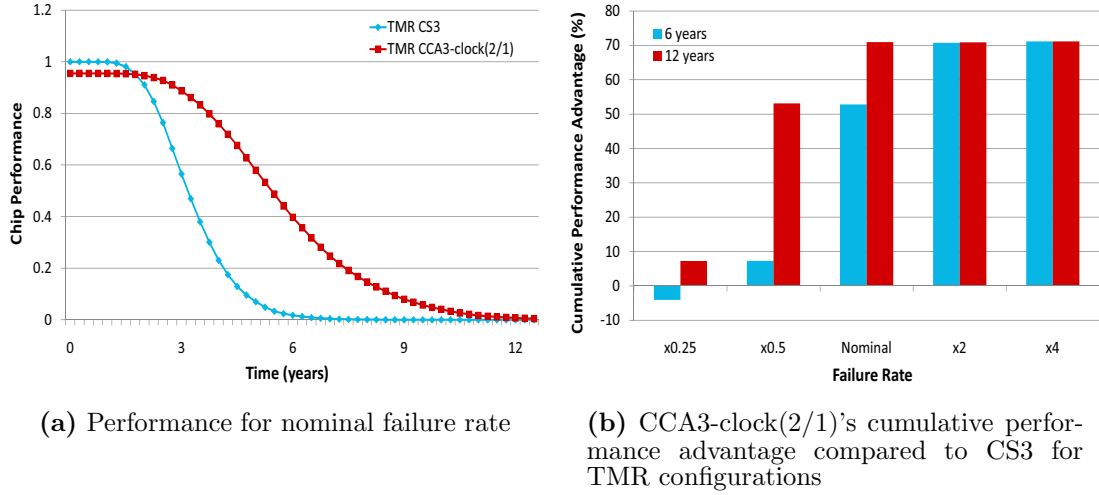 1.2
1
0.8
0.6
0.4
0.2
0
Chip Performance
TMR CS3
TMR CCA3-clock(2/1)
0 3 6 9 12
Time (years)
(a) Performance for nominal failure rate
80
70
60
50
40
30
20
10
0
-10
Cumulative Performance Advantage (%)
6 years
12 years
x0.25 x0.5 Nominal x2 x4
Failure Rate
(b) CCA3-clock(2/1)'s cumulative perfor-
mance advantage compared to CS3 for
TMR configurations